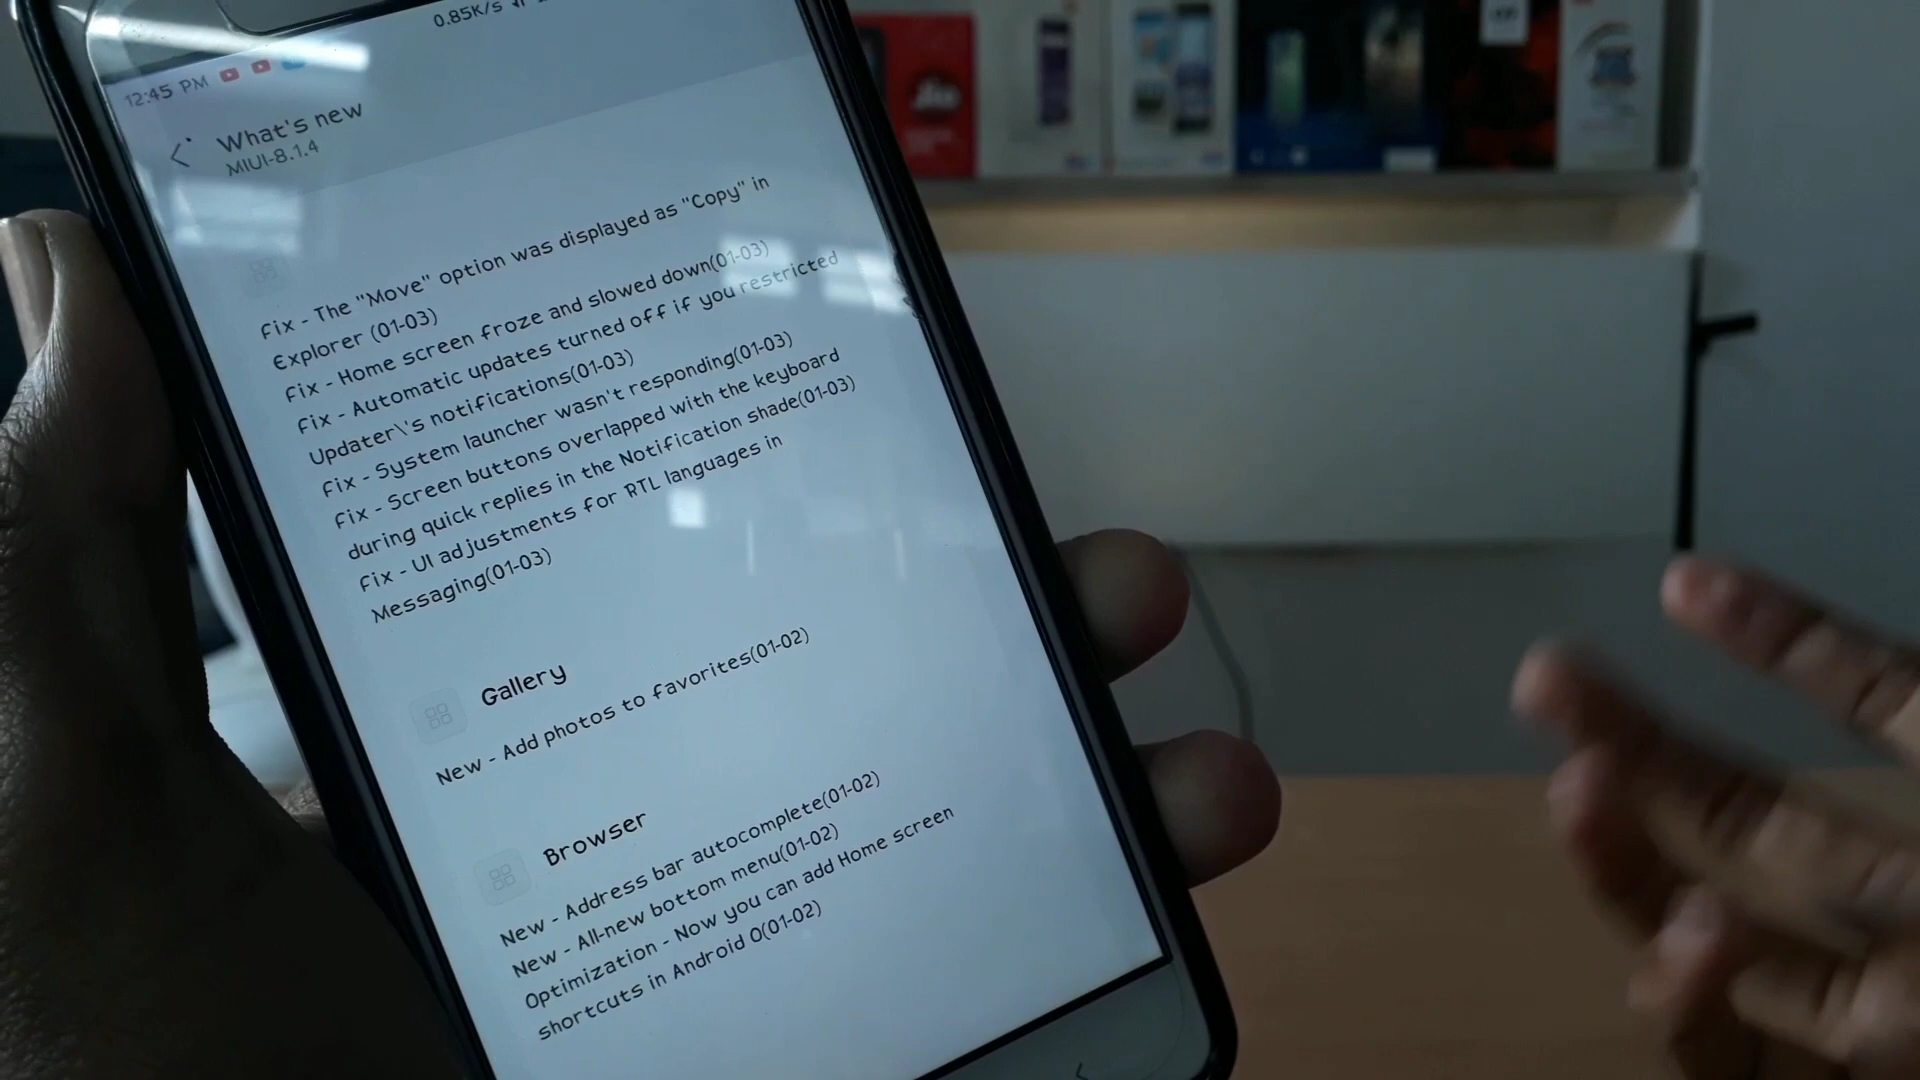 0.85K/s
12:45 PM
What's new
MIUI-8.1.4
Fix - The "Move" option was displayed as "Copy" in
Explorer (01-03)
Fix - Home screen froze and slowed down(01-03)
Fix - Automatic updates turned off if you restricted
Updater\'s notifications(01-03)
Fix - System launcher wasn't responding(01-03)
Fix - Screen buttons overlapped with the keyboard
during quick replies in the Notification shade(01-03)
Fix - UI adjustments for RTL languages in
Messaging(01-03)
Gallery
New - Add photos to favorites(01-02)
Browser
New - Address bar autocomplete(01-02)
New - All-new bottom menu(01-02)
Optimization - Now you can add Home screen
shortcuts in Android O(01-02)
Jio